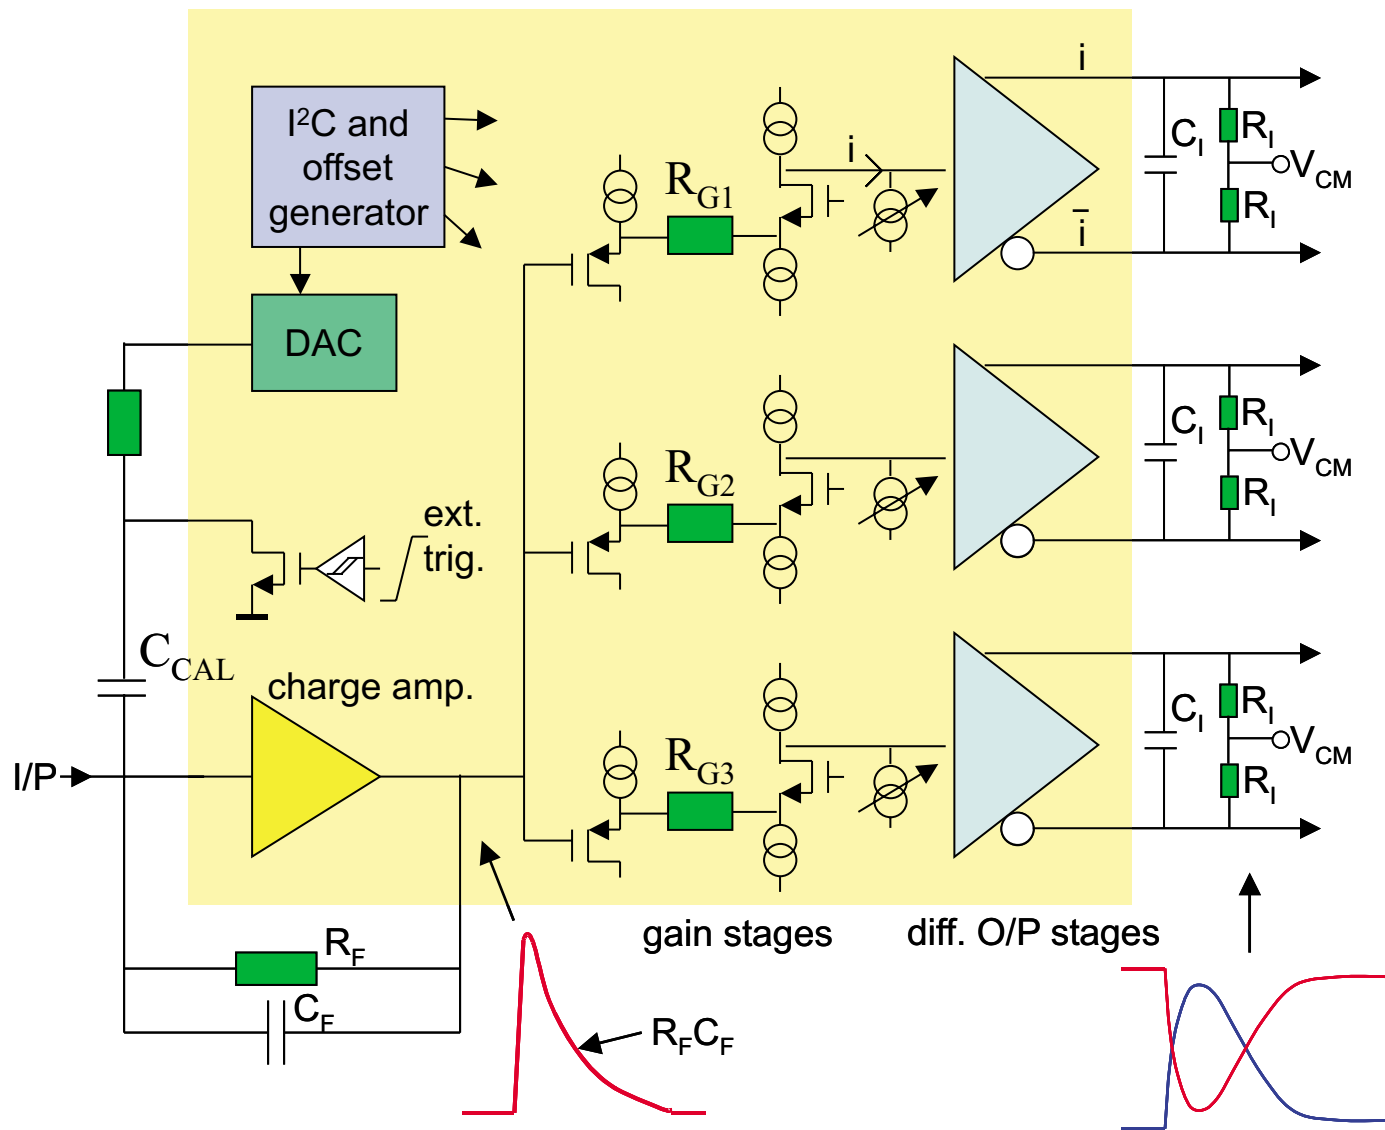 I²C and
offset
generator
DAC
ext.
trig.
C_CAL
charge amp.
I/P
R_F
C_F
R_FC_F
R_G1
i
i
i̅
C_I
R_I
V_CM
R_I
R_G2
C_I
R_I
V_CM
R_I
R_G3
C_I
R_I
V_CM
R_I
gain stages
diff. O/P stages